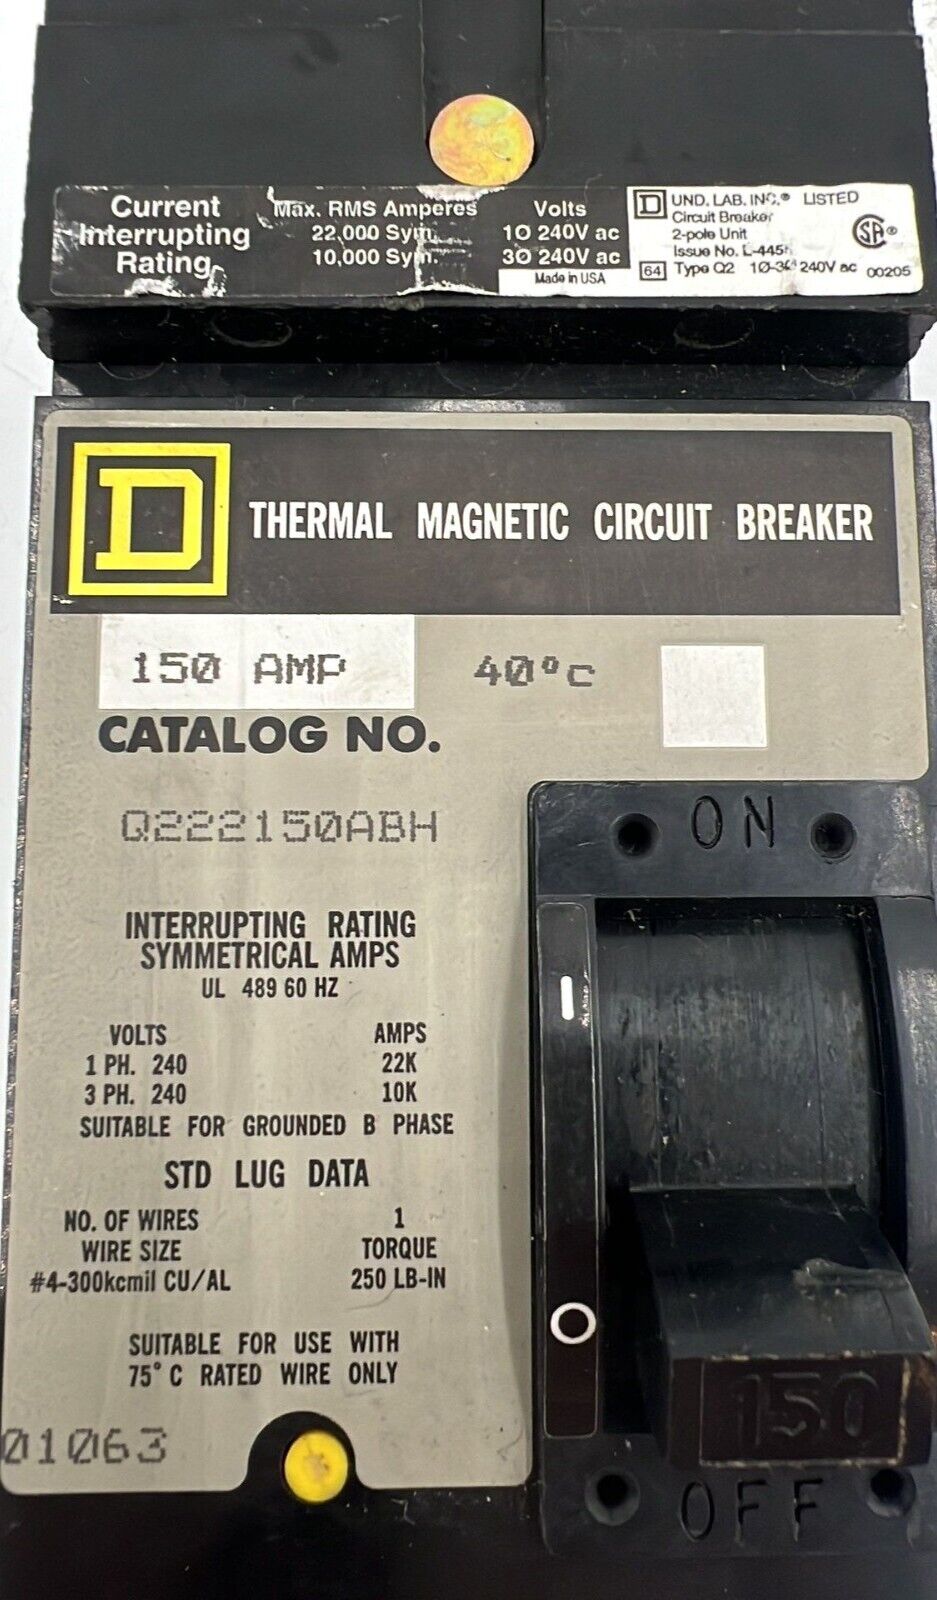 Current
Interrupting
Rating
Max. RMS Amperes
22,000 Sym.
10,000 Sym.
Volts
1Ø 240V ac
3Ø 240V ac
Made in USA
D
UND. LAB. INC.® LISTED
Circuit Breaker
2-pole Unit
Issue No.
64 Type Q2 1Ø-3Ø 240V ac 00205
SA®
D
THERMAL MAGNETIC CIRCUIT BREAKER
150 AMP 40°C
CATALOG NO.
Q222150ABH
INTERRUPTING RATING
SYMMETRICAL AMPS
UL 489 60 HZ
VOLTS AMPS
1 PH. 240 22K
3 PH. 240 10K
SUITABLE FOR GROUNDED B PHASE
STD LUG DATA
NO. OF WIRES 1
WIRE SIZE TORQUE
#4-300kcmil CU/AL 250 LB-IN
SUITABLE FOR USE WITH
75°C RATED WIRE ONLY
01063
ON
I
O
150
OFF